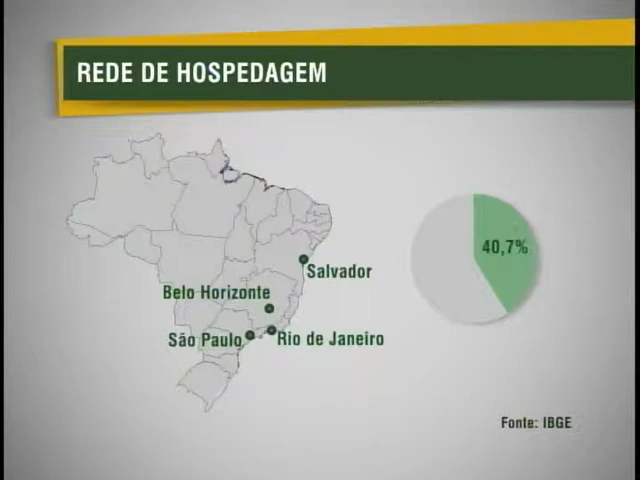 REDE DE HOSPEDAGEM
40,7%
Salvador
Belo Horizonte
São Paulo
Rio de Janeiro
Fonte: IBGE